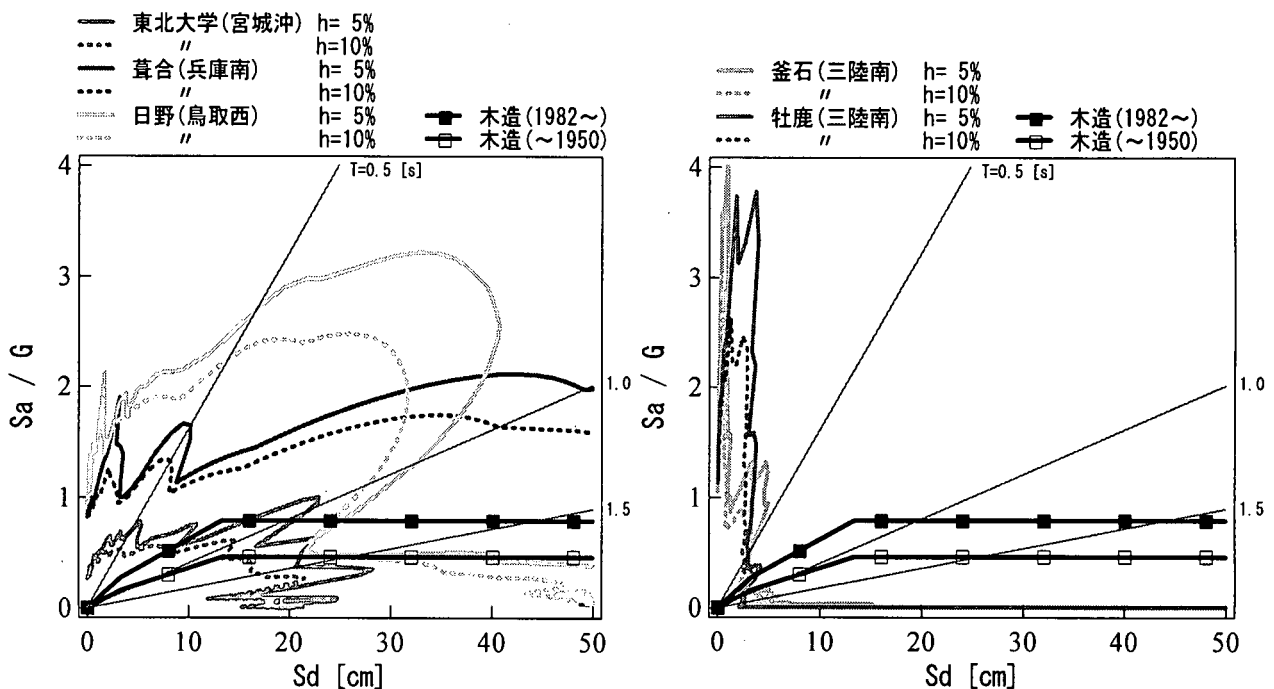 東北大学(宮城沖) h= 5%
〃 h=10%
葺合(兵庫南) h= 5%
〃 h=10%
日野(鳥取西) h= 5%
〃 h=10%
木造(1982~)
木造(~1950)
4
3
2
1
0
Sa / G
T=0.5 [s]
1.0
1.5
0 10 20 30 40 50
Sd [cm]
釜石(三陸南) h= 5%
〃 h=10%
牡鹿(三陸南) h= 5%
〃 h=10%
木造(1982~)
木造(~1950)
4
3
2
1
0
Sa / G
T=0.5 [s]
1.0
1.5
0 10 20 30 40 50
Sd [cm]